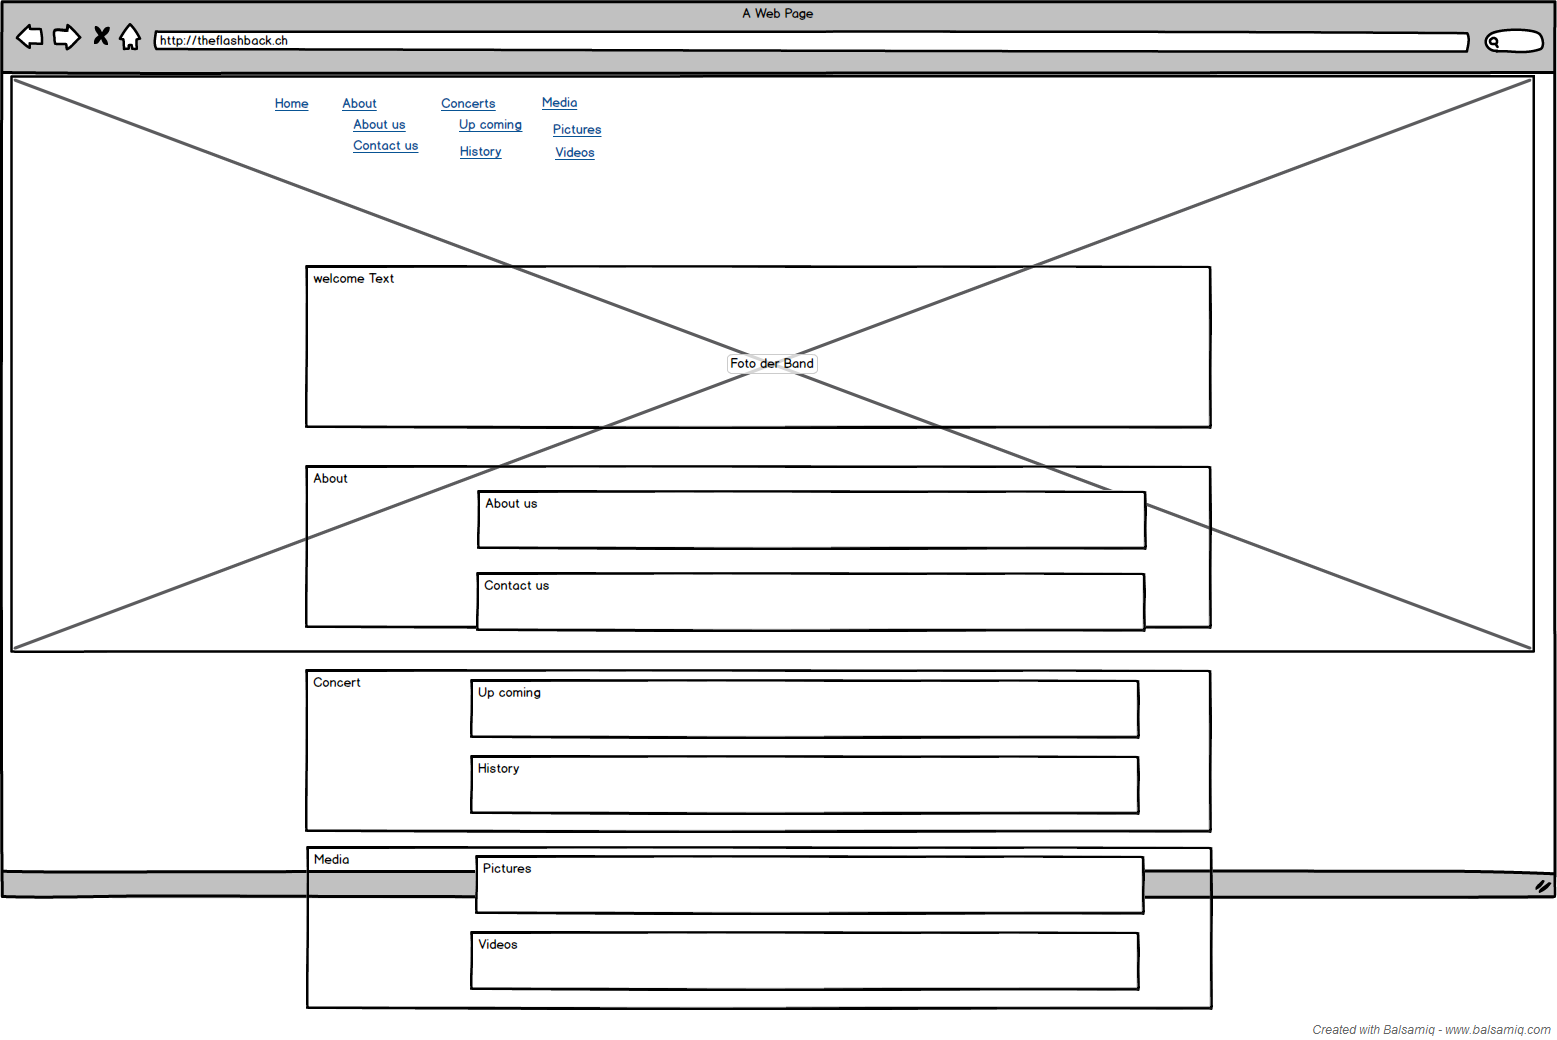 A Web Page
http://theflashback.ch
Home About Concerts Media
About us Up coming Pictures
Contact us History Videos
welcome Text
Foto der Band
About
About us
Contact us
Concert
Up coming
History
Media
Pictures
Videos
Created with Balsamiq - www.balsamiq.com